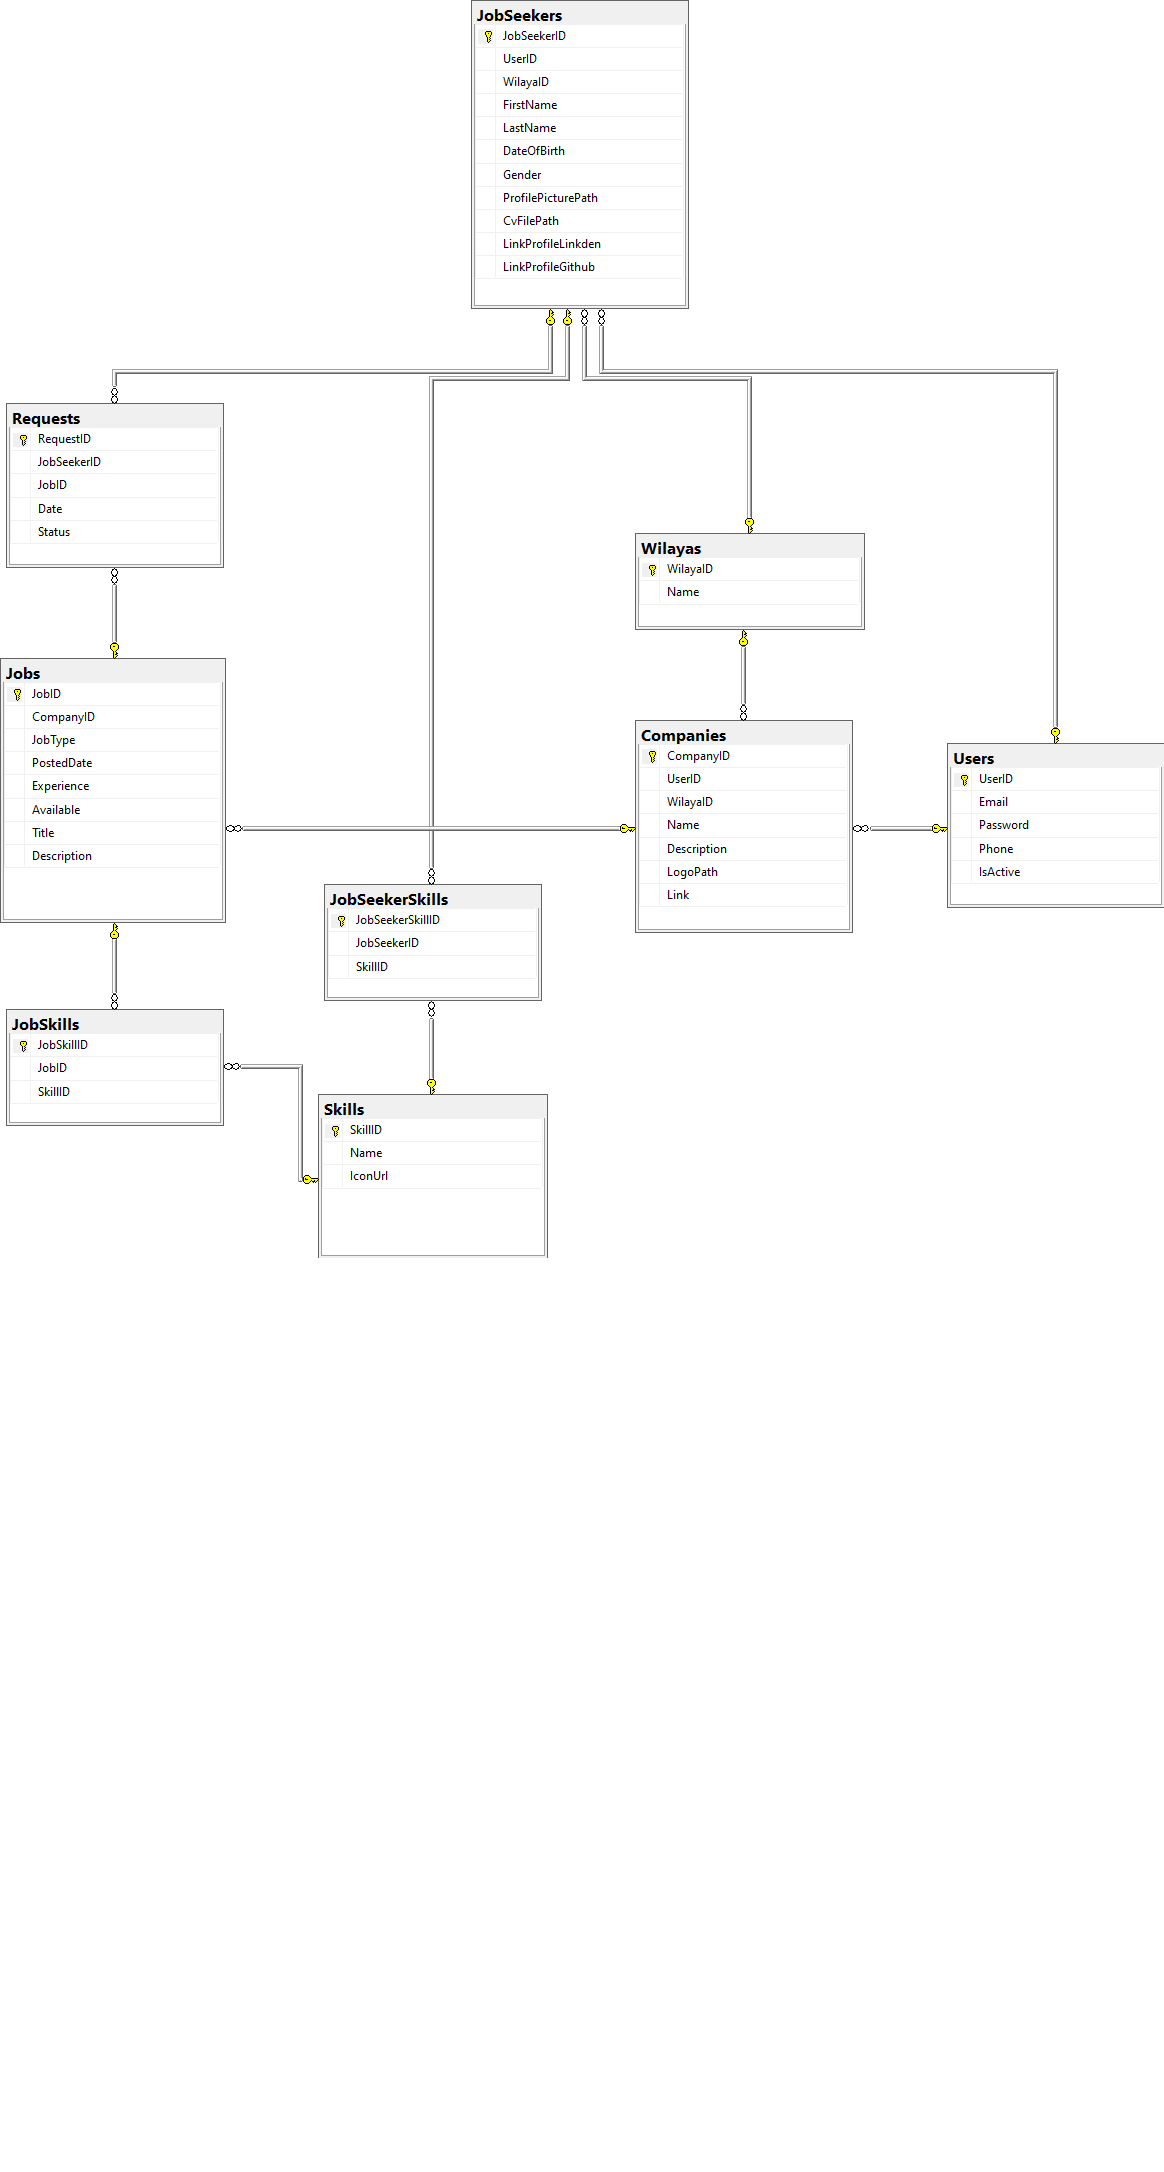 JobSeekers
JobSeekerID
UserID
WilayaID
FirstName
LastName
DateOfBirth
Gender
ProfilePicturePath
CvFilePath
LinkProfileLinkden
LinkProfileGithub
Requests
RequestID
JobSeekerID
JobID
Date
Status
Wilayas
WilayaID
Name
Jobs
JobID
CompanyID
JobType
PostedDate
Experience
Available
Title
Description
Companies
CompanyID
UserID
WilayaID
Name
Description
LogoPath
Link
Users
UserID
Email
Password
Phone
IsActive
JobSeekerSkills
JobSeekerSkillID
JobSeekerID
SkillID
JobSkills
JobSkillID
JobID
SkillID
Skills
SkillID
Name
IconUrl